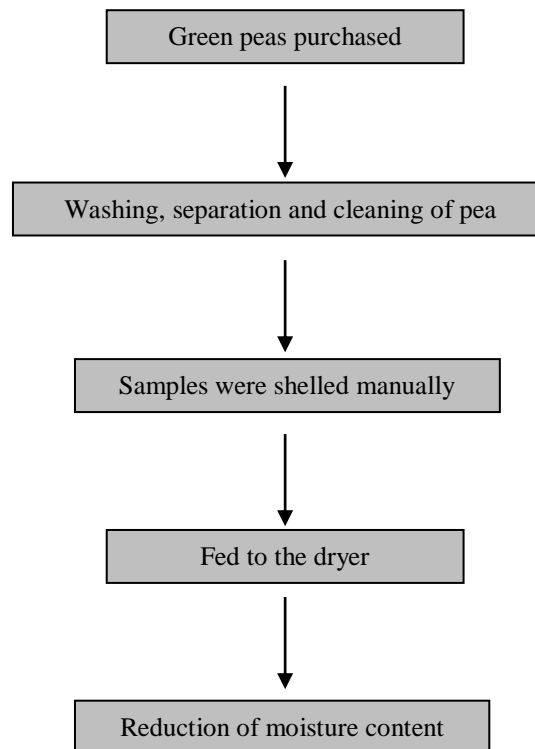 Green peas purchased
Washing, separation and cleaning of pea
Samples were shelled manually
Fed to the dryer
Reduction of moisture content